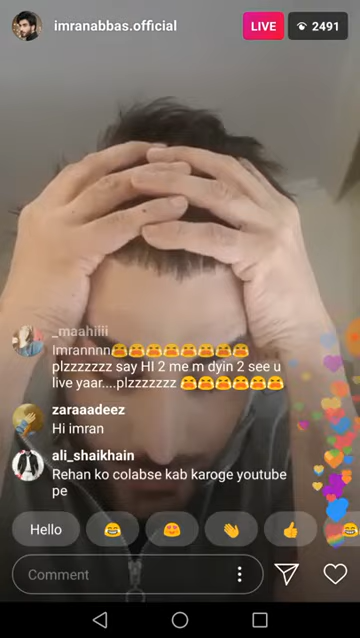 imranabbas.official
LIVE
2491
_maahiiii
Imrannnn😫😫😫😫😫😫😫😫
plzzzzzzz say HI 2 me m dyin 2 see u
live yaar....plzzzzzzz 😫😫😫😫😫😫
zaraaadeez
Hi imran
ali_shaikhain
Rehan ko colabse kab karoge youtube
pe
Hello
Comment